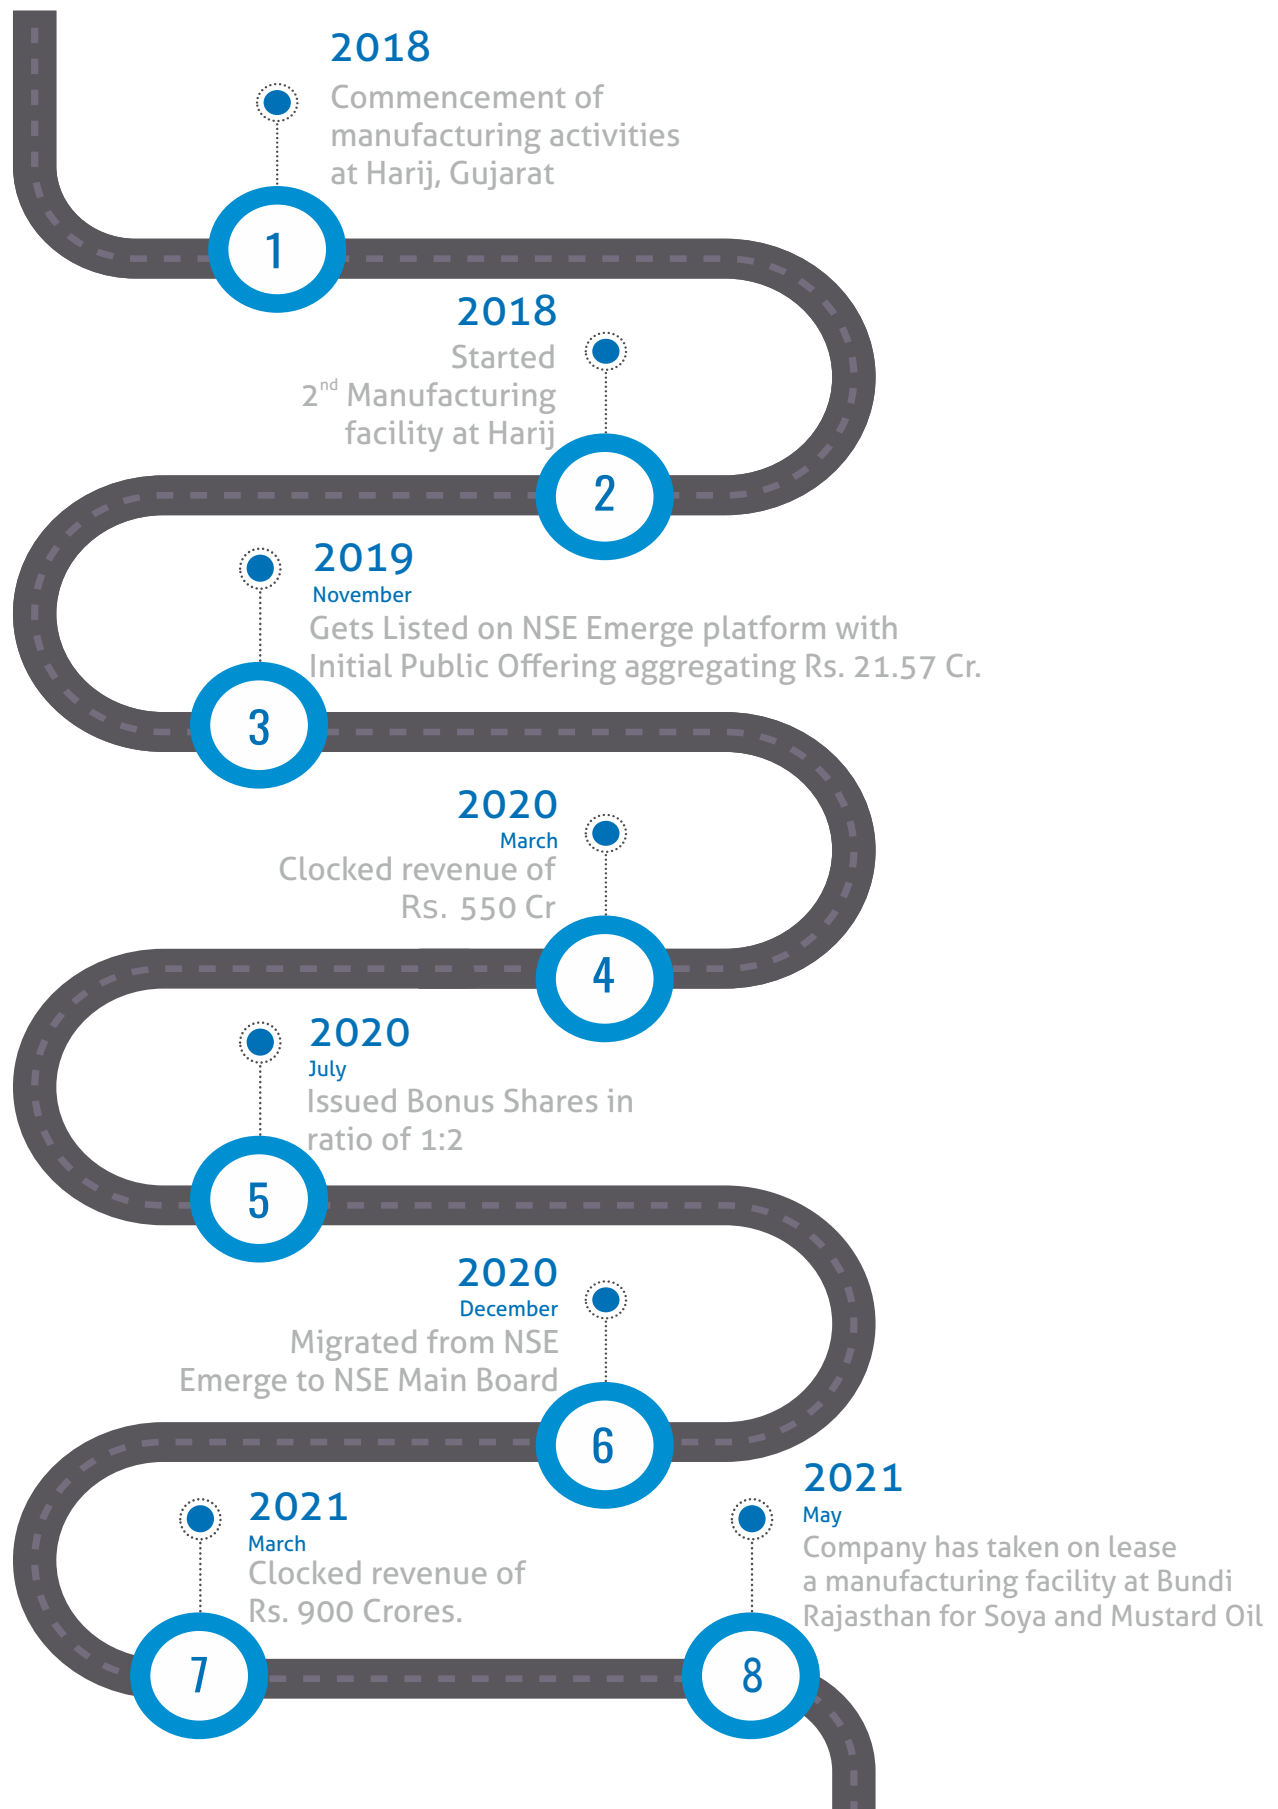 2018
Commencement of
manufacturing activities
at Harij, Gujarat
1
2018
Started
2nd Manufacturing
facility at Harij
2
2019
November
Gets Listed on NSE Emerge platform with
Initial Public Offering aggregating Rs. 21.57 Cr.
3
2020
March
Clocked revenue of
Rs. 550 Cr
4
2020
July
Issued Bonus Shares in
ratio of 1:2
5
2020
December
Migrated from NSE
Emerge to NSE Main Board
6
2021
March
Clocked revenue of
Rs. 900 Crores.
7
2021
May
Company has taken on lease
a manufacturing facility at Bundi
Rajasthan for Soya and Mustard Oil
8